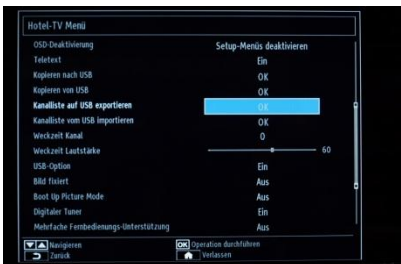 Hotel-TV Menü
OSD-Deaktivierung Setup-Menüs deaktivieren
Teletext Ein
Kopieren nach USB OK
Kopieren von USB OK
Kanalliste auf USB exportieren OK
Kanalliste vom USB importieren OK
Weckzeit Kanal 0
Weckzeit Lautstärke 60
USB-Option Ein
Bild fixiert Aus
Boot Up Picture Mode Aus
Digitaler Tuner Ein
Mehrfache Fernbedienungs-Unterstützung Aus
Navigieren OK Operation durchführen
Zurück Verlassen